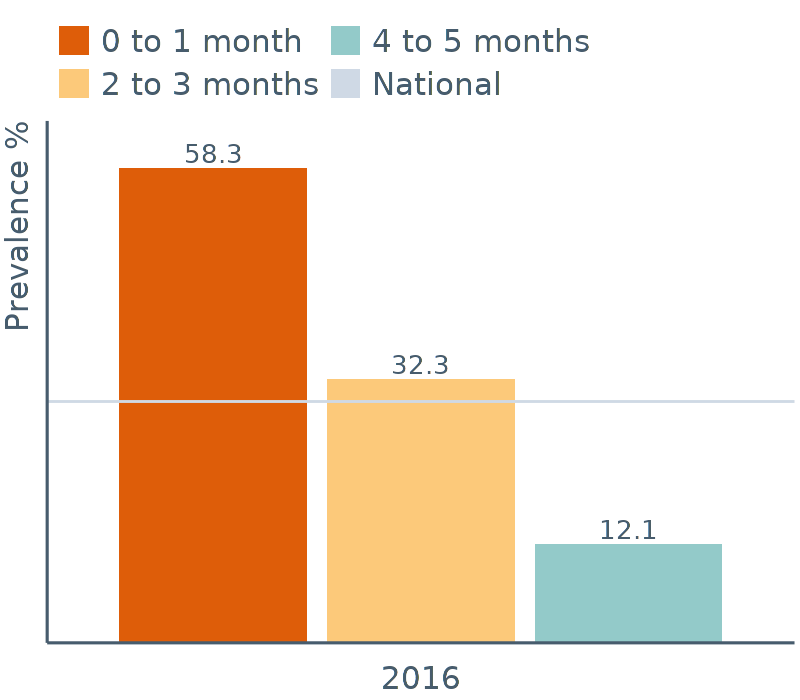 0 to 1 month
4 to 5 months
2 to 3 months
National
Prevalence %
58.3
32.3
12.1
2016